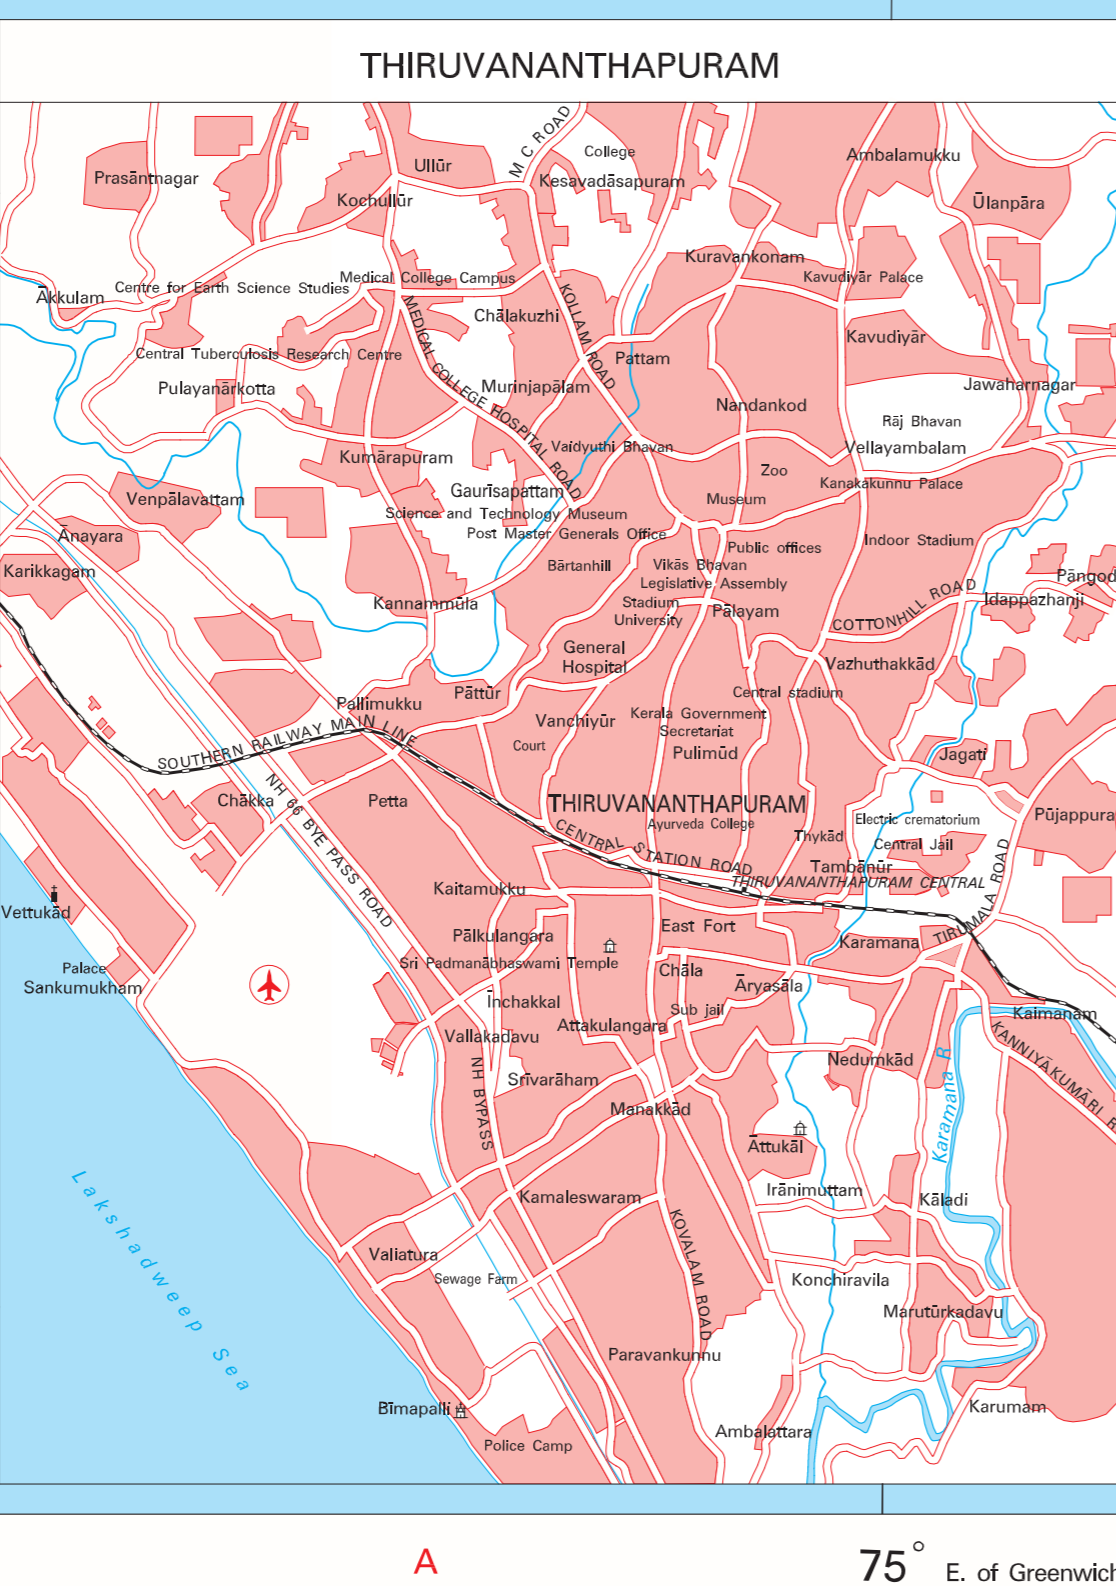 THIRUVANANTHAPURAM
M C ROAD
College
Ambalamukku
Ullūr
Prasāntnagar
Kesavadāsapuram
Kochullūr
Ūlanpāra
Kuravankonam
Medical College Campus
Kavudiyār Palace
Centre for Earth Science Studies
Ākkulam
KOLLAM ROAD
Chālakuzhi
MEDICAL COLLEGE HOSPITAL ROAD
Kavudiyār
Central Tuberculosis Research Centre
Pattam
Pulayanārkotta
Murinjapālam
Jawaharnagar
Nandankod
Rāj Bhavan
Vaidyuthi Bhavan
Vellayambalam
Kumārapuram
Zoo
Kanakakunnu Palace
Gaurīsapattam
Venpālavattam
Museum
Science and Technology Museum
Post Master Generals Office
Ānayara
Public offices
Indoor Stadium
Karikkagam
Bārtanhill
Vikās Bhavan
Legislative Assembly
Pāngod
Kannammūla
Stadium
University
Pālayam
COTTONHILL ROAD
Idappazhanji
General
Hospital
Vazhuthakkād
Pāttūr
Central stadium
Pallimukku
Vanchiyūr
Kerala Government
Secretariat
SOUTHERN RAILWAY MAIN LINE
Court
Pulimūd
Jagati
Chākka
Petta
THIRUVANANTHAPURAM
Ayurveda College
Electric crematorium
Pūjappura
NH 66 BYE PASS ROAD
CENTRAL STATION ROAD
Thykād
Central Jail
Tambānūr
THIRUVANANTHAPURAM CENTRAL
Kaitamukku
Vettukād
East Fort
TIRUMALA ROAD
Pālkulangara
Karamana
Sri Padmanābhaswami Temple
Palace
Sankumukham
Chāla
Āryasāla
Īnchakkal
Sub jail
Kaimanam
Attakulangara
Vallakadavu
KANNIYĀKUMĀRI R
Nedumkād
Srīvarāham
NH BYPASS
Karamana R
Manakkād
Āttukāl
Irānimuttam
Kamaleswaram
Kāladi
Lakshadweep Sea
KOVALAM ROAD
Valiatura
Sewage Farm
Konchiravila
Marutūrkadavu
Paravankunnu
Bīmapalli
Karumam
Ambalattara
Police Camp
A
75° E. of Greenwich